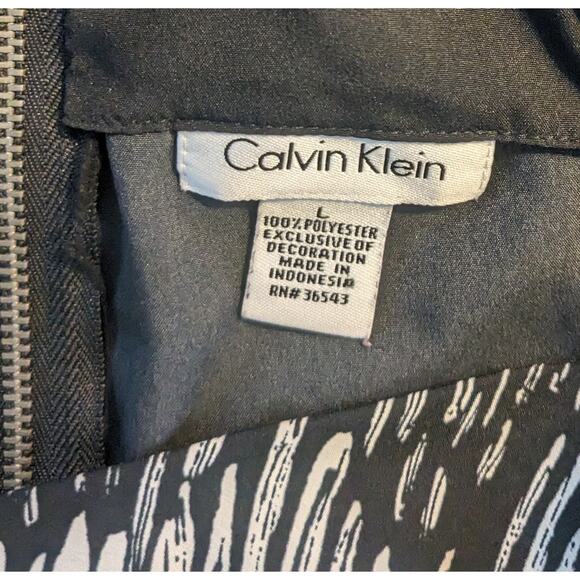 Calvin Klein
L
100% POLYESTER
EXCLUSIVE OF
DECORATION
MADE IN
INDONESIA
RN# 36543